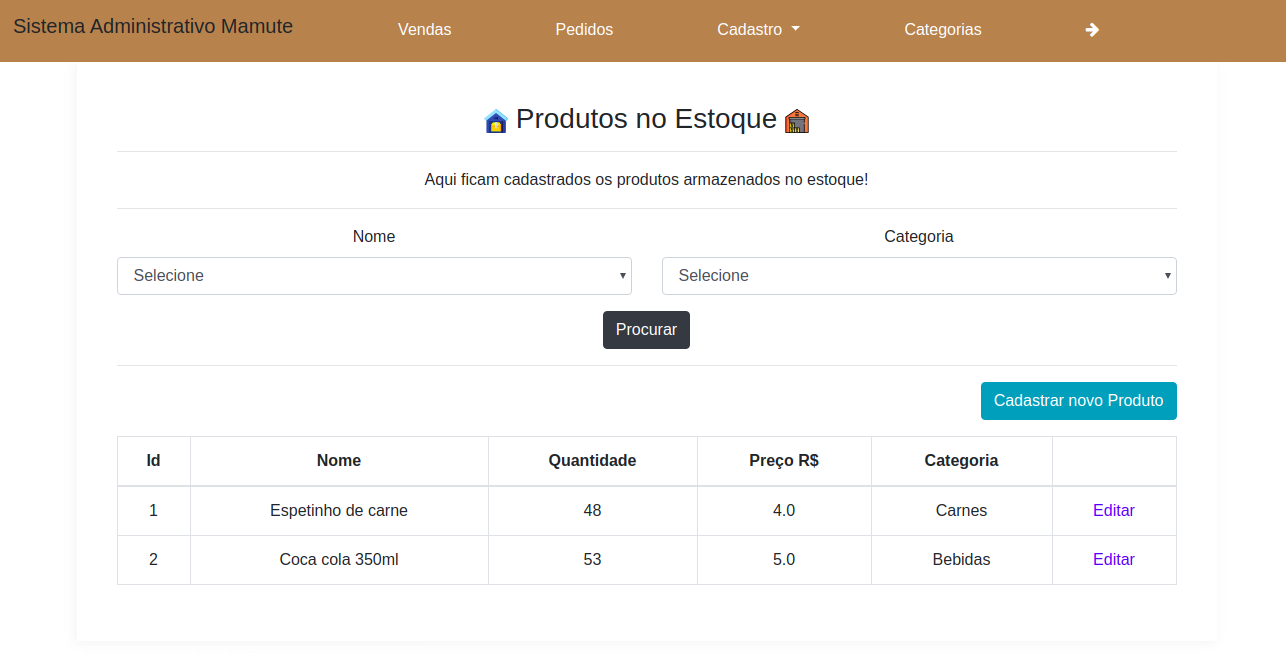 Sistema Administrativo Mamute Vendas Pedidos Cadastro Categorias
Produtos no Estoque
Aqui ficam cadastrados os produtos armazenados no estoque!
Nome Categoria
Selecione Selecione
Procurar
Cadastrar novo Produto
Id Nome Quantidade Preço R$ Categoria
1 Espetinho de carne 48 4.0 Carnes Editar
2 Coca cola 350ml 53 5.0 Bebidas Editar